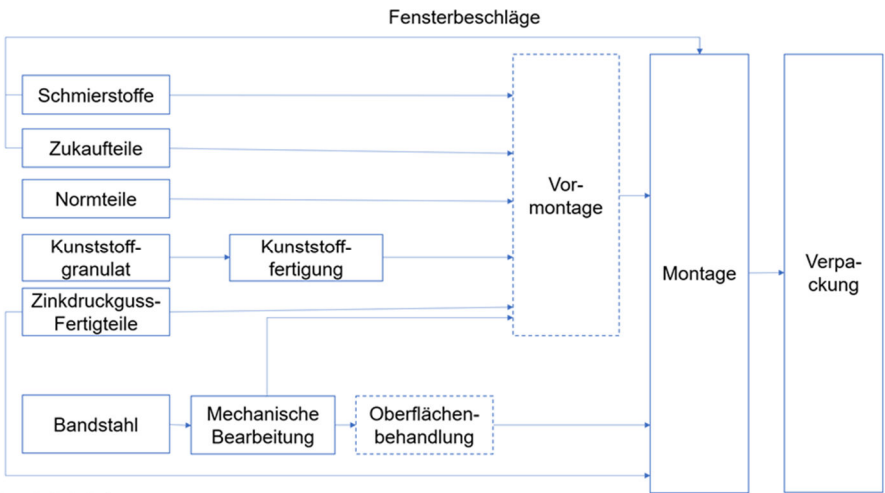 Fensterbeschläge
Schmierstoffe
Zukaufteile
Normteile
Kunststoff-
granulat
Kunststoff-
fertigung
Zinkdruckguss-
Fertigteile
Bandstahl
Mechanische
Bearbeitung
Oberflächen-
behandlung
Vor-
montage
Montage
Verpa-
ckung